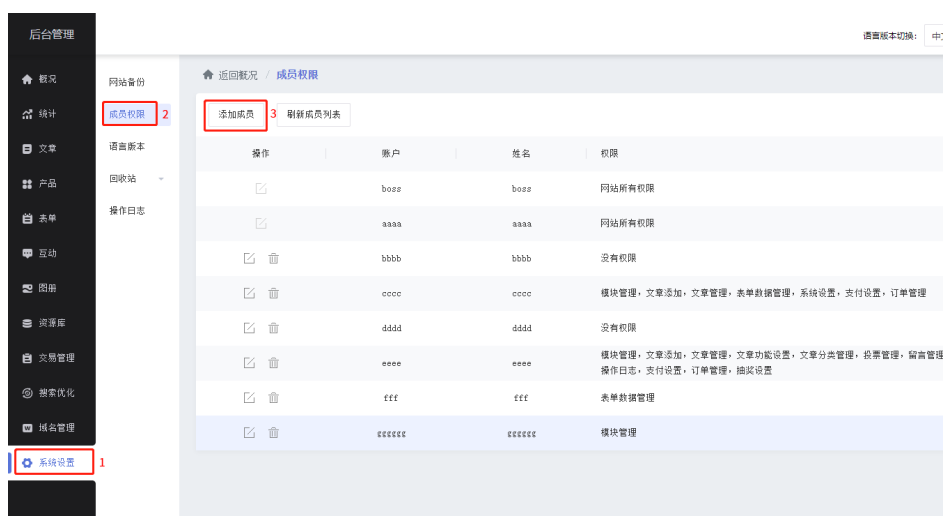 后台管理
语言版本切换：
概况
统计
文章
产品
表单
互动
图册
资源库
交易管理
搜索优化
域名管理
系统设置 1
网站备份
成员权限 2
语言版本
回收站
操作日志
返回概况 / 成员权限
添加成员 3 刷新成员列表
操作 账户 姓名 权限
boss boss 网站所有权限
aaaa aaaa 网站所有权限
bbbb bbbb 没有权限
cccc cccc 模块管理，文章添加，文章管理，表单数据管理，系统设置，支付设置，订单管理
dddd dddd 没有权限
eeee eeee 模块管理，文章添加，文章管理，文章功能设置，文章分类管理，投票管理，留言管理
操作日志，支付设置，订单管理，抽奖设置
fff fff 表单数据管理
gggggg gggggg 模块管理